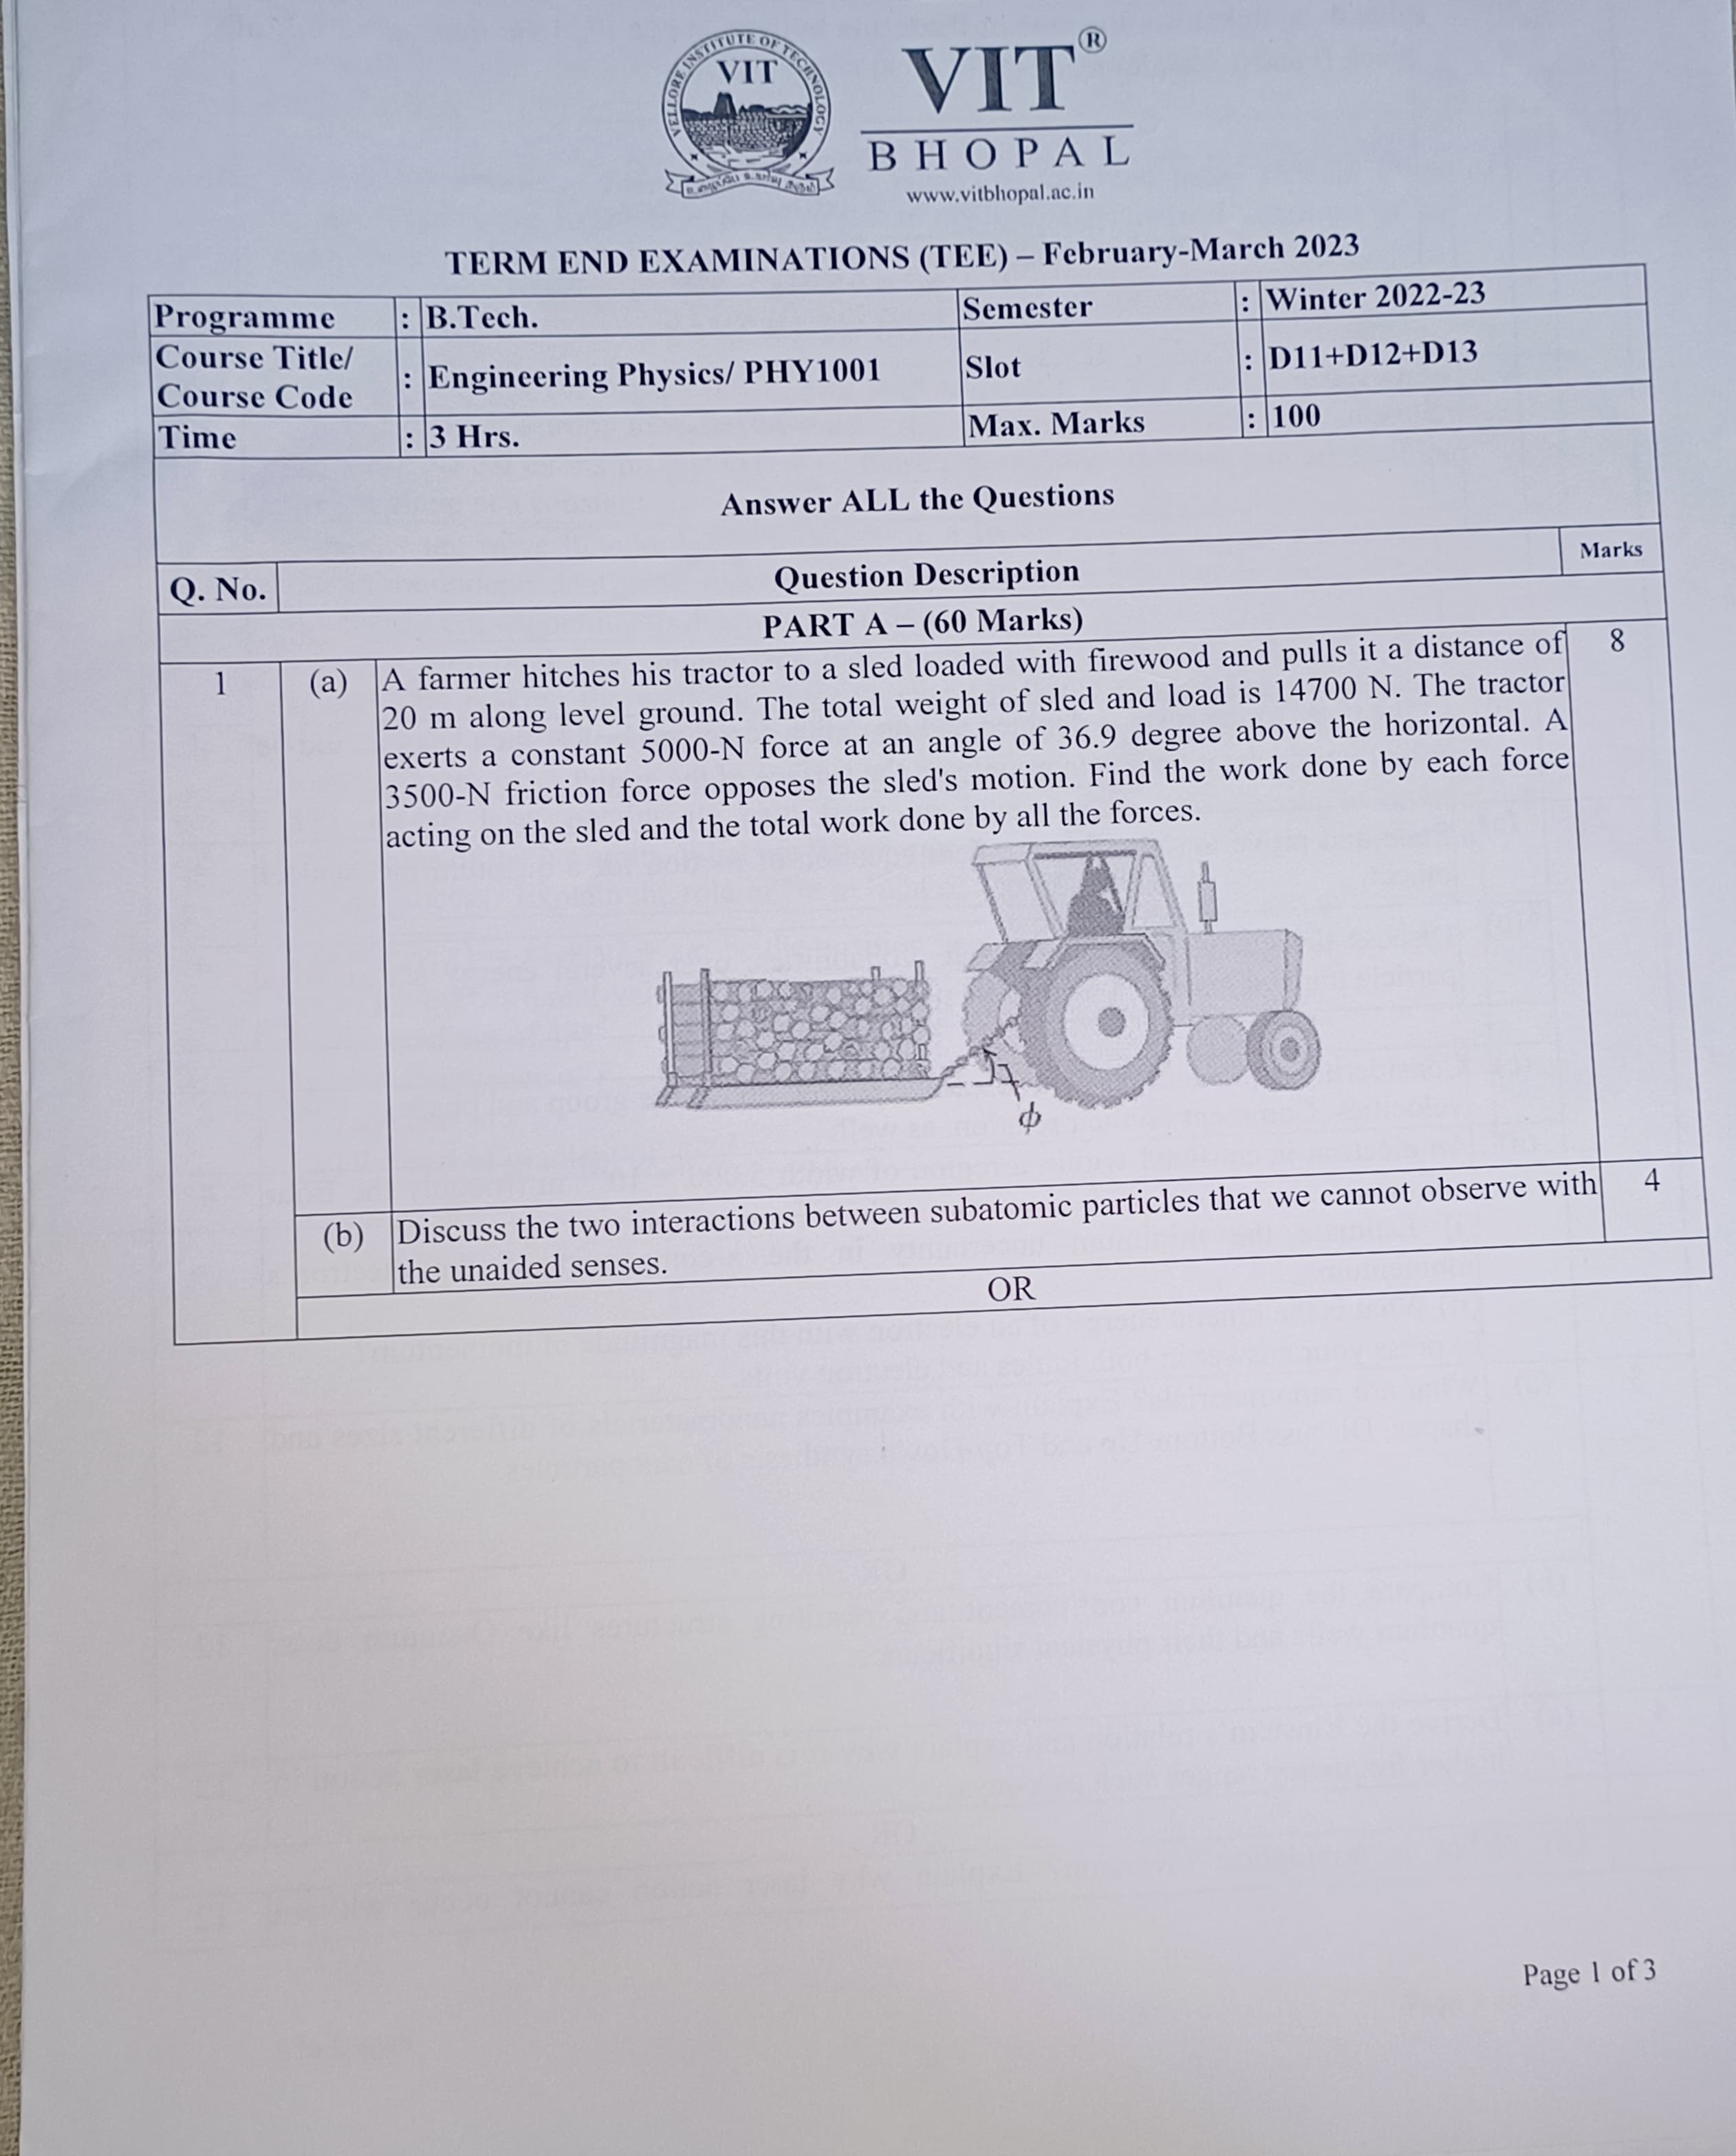 VELLORE INSTITUTE OF TECHNOLOGY
VIT
VIT®
BHOPAL
www.vitbhopal.ac.in
TERM END EXAMINATIONS (TEE) – February-March 2023
Programme : B.Tech. Semester : Winter 2022-23
Course Title/
Course Code : Engineering Physics/ PHY1001 Slot : D11+D12+D13
Time : 3 Hrs. Max. Marks : 100
Answer ALL the Questions
Q. No. Question Description Marks
PART A – (60 Marks)
1 (a) A farmer hitches his tractor to a sled loaded with firewood and pulls it a distance of 8
20 m along level ground. The total weight of sled and load is 14700 N. The tractor
exerts a constant 5000-N force at an angle of 36.9 degree above the horizontal. A
3500-N friction force opposes the sled's motion. Find the work done by each force
acting on the sled and the total work done by all the forces.
ϕ
(b) Discuss the two interactions between subatomic particles that we cannot observe with 4
the unaided senses.
OR
Page 1 of 3